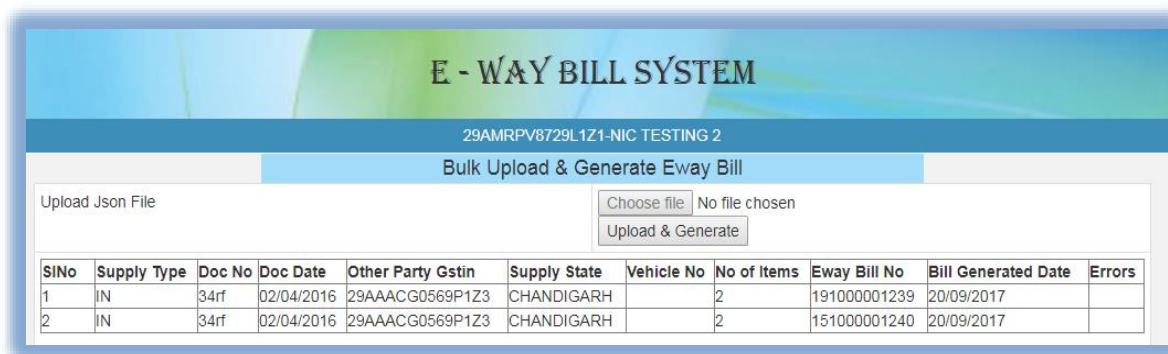 E - WAY BILL SYSTEM
29AMRPV8729L1Z1-NIC TESTING 2
Bulk Upload & Generate Eway Bill
Upload Json File Choose file No file chosen
Upload & Generate
SlNo Supply Type Doc No Doc Date Other Party Gstin Supply State Vehicle No No of Items Eway Bill No Bill Generated Date Errors
1 IN 34rf 02/04/2016 29AAACG0569P1Z3 CHANDIGARH 2 191000001239 20/09/2017
2 IN 34rf 02/04/2016 29AAACG0569P1Z3 CHANDIGARH 2 151000001240 20/09/2017